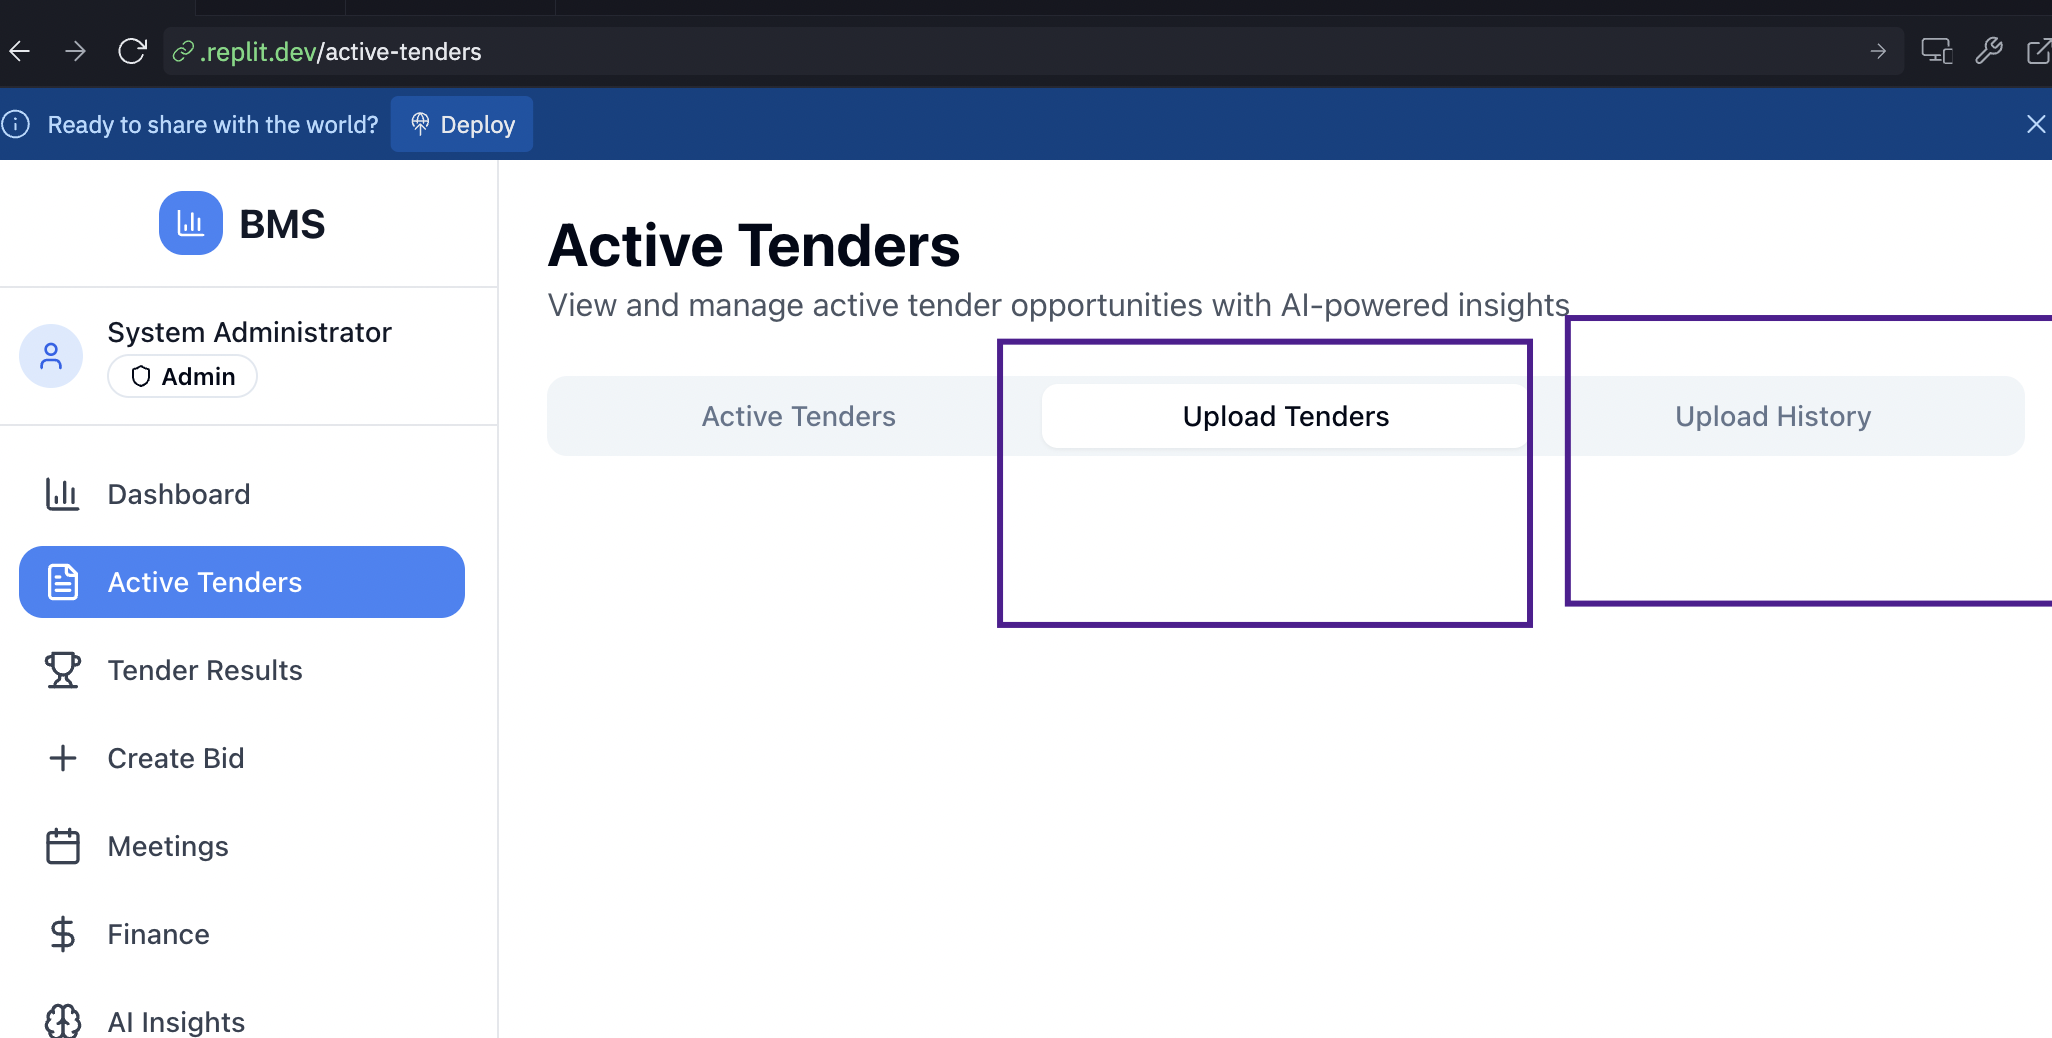 .replit.dev/active-tenders
Ready to share with the world?
Deploy
BMS
System Administrator
Admin
Dashboard
Active Tenders
Tender Results
Create Bid
Meetings
Finance
AI Insights
Active Tenders
View and manage active tender opportunities with AI-powered insights
Active Tenders
Upload Tenders
Upload History